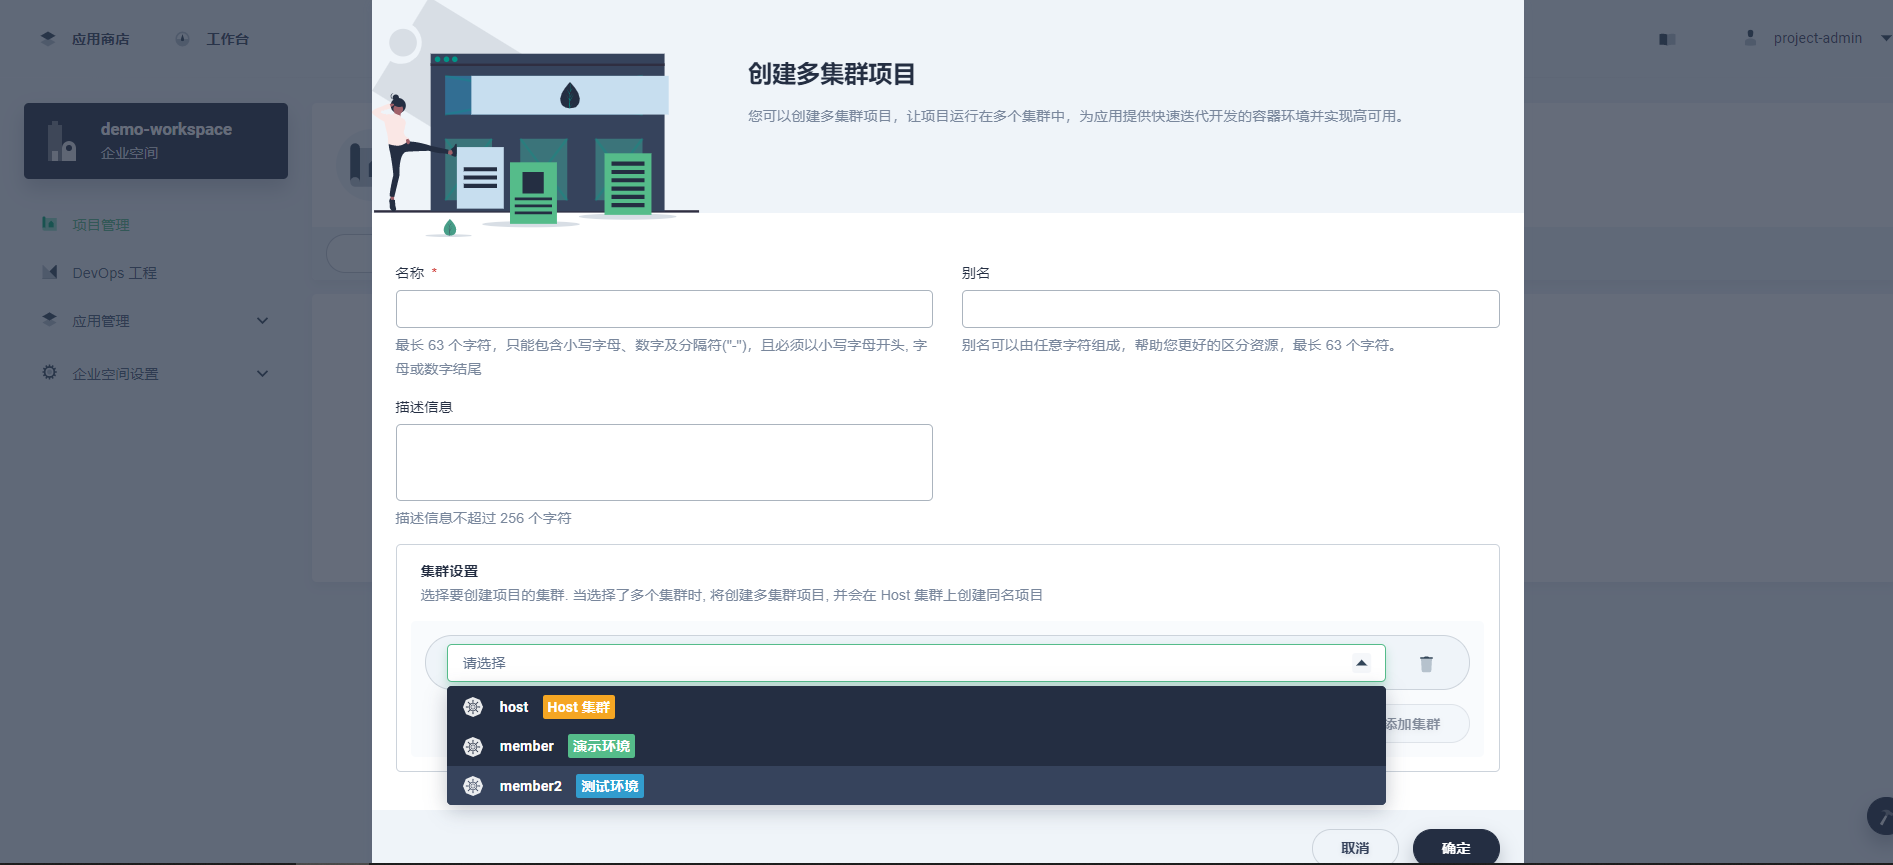 应用商店
工作台
project-admin
demo-workspace
企业空间
项目管理
DevOps 工程
应用管理
企业空间设置
创建多集群项目
您可以创建多集群项目，让项目运行在多个集群中，为应用提供快速迭代开发的容器环境并实现高可用。
名称 *
最长 63 个字符，只能包含小写字母、数字及分隔符("-")，且必须以小写字母开头, 字
母或数字结尾
别名
别名可以由任意字符组成，帮助您更好的区分资源，最长 63 个字符。
描述信息
描述信息不超过 256 个字符
集群设置
选择要创建项目的集群. 当选择了多个集群时, 将创建多集群项目, 并会在 Host 集群上创建同名项目
请选择
host Host 集群
member 演示环境
member2 测试环境
添加集群
取消
确定